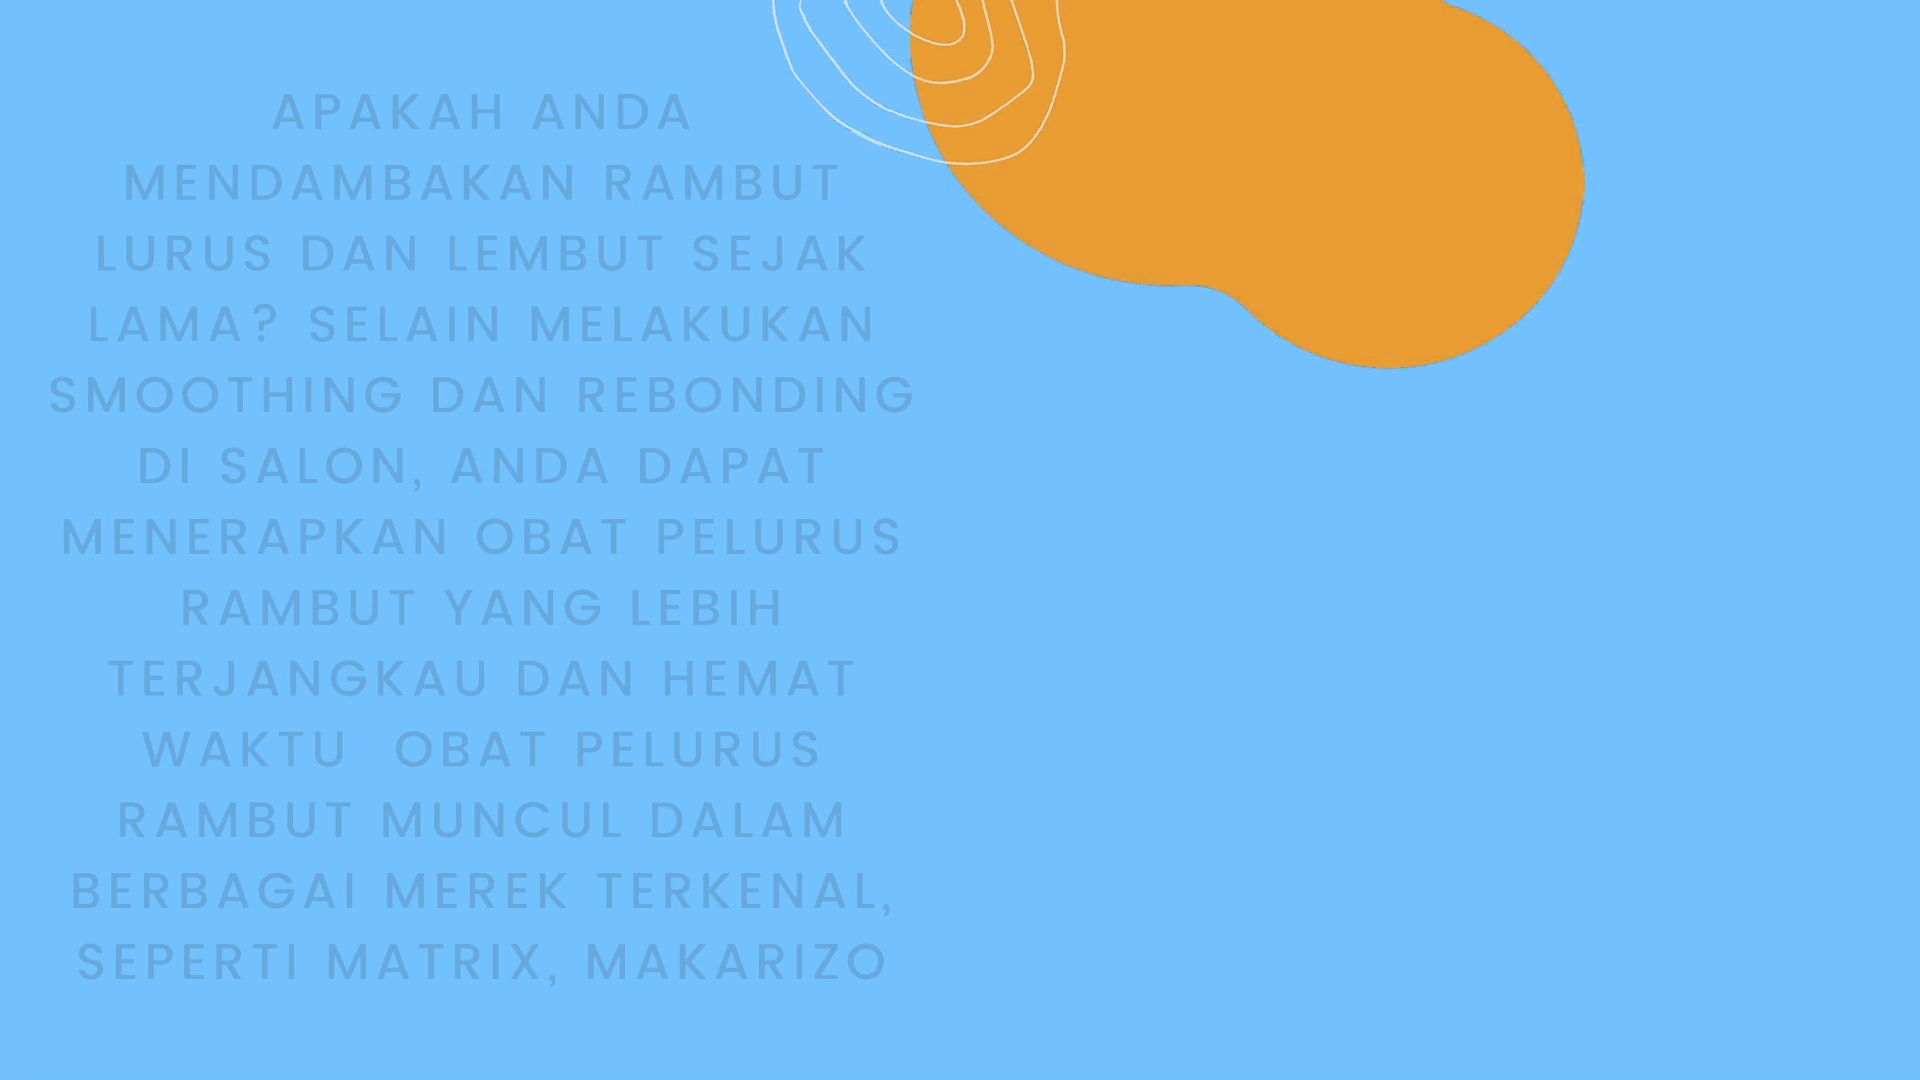 APAKAH ANDA
MENDAMBAKAN RAMBUT
LURUS DAN LEMBUT SEJAK
LAMA? SELAIN MELAKUKAN
SMOOTHING DAN REBONDING
DI SALON, ANDA DAPAT
MENERAPKAN OBAT PELURUS
RAMBUT YANG LEBIH
TERJANGKAU DAN HEMAT
WAKTU  OBAT PELURUS
RAMBUT MUNCUL DALAM
BERBAGAI MEREK TERKENAL,
SEPERTI MATRIX, MAKARIZO